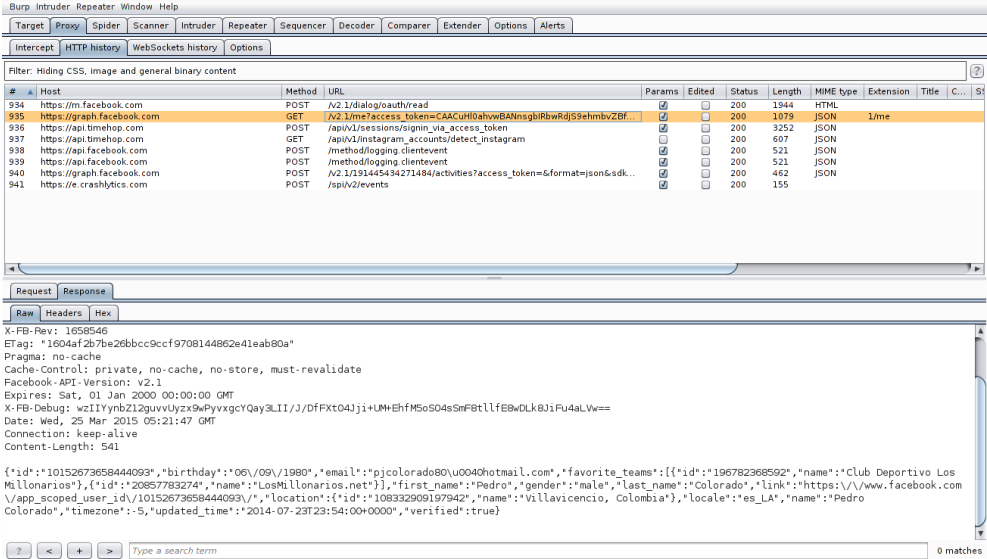 Burp Intruder Repeater Window Help
Target Proxy Spider Scanner Intruder Repeater Sequencer Decoder Comparer Extender Options Alerts
Intercept HTTP history WebSockets history Options
Filter: Hiding CSS, image and general binary content ?
# Host Method URL Params Edited Status Length MIME type Extension Title C... SS
934 https://m.facebook.com POST /v2.1/dialog/oauth/read 200 1944 HTML
935 https://graph.facebook.com GET /v2.1/me?access_token=CAACuHl0ahvwBANnsgbIRbwRdjS9ehmbvZBf... 200 1079 JSON 1/me
936 https://api.timehop.com POST /api/v1/sessions/signin_via_access_token 200 3252 JSON
937 https://api.timehop.com GET /api/v1/instagram_accounts/detect_instagram 200 607 JSON
938 https://api.facebook.com POST /method/logging.clientevent 200 521 JSON
939 https://api.facebook.com POST /method/logging.clientevent 200 521 JSON
940 https://graph.facebook.com POST /v2.1/191445434271484/activities?access_token=&format=json&sdk... 200 462 JSON
941 https://e.crashlytics.com POST /spi/v2/events 200 155
Request Response
Raw Headers Hex
X-FB-Rev: 1658546
ETag: "1604af2b7be26bbcc9ccf9708144862e41eab80a"
Pragma: no-cache
Cache-Control: private, no-cache, no-store, must-revalidate
Facebook-API-Version: v2.1
Expires: Sat, 01 Jan 2000 00:00:00 GMT
X-FB-Debug: wzIIYynbZ12guvvUyzx9wPyvxgcYQay3LII/J/DfFXt04Jji+UM+EhfM5oS04sSmF8tllfE8wDLk8JiFu4aLVw==
Date: Wed, 25 Mar 2015 05:21:47 GMT
Connection: keep-alive
Content-Length: 541
{"id":"10152673658444093","birthday":"06\/09\/1980","email":"pjcolorado80\u0040hotmail.com","favorite_teams":[{"id":"196782368592","name":"Club Deportivo Los
Millonarios"},{"id":"20857783274","name":"LosMillonarios.net"}],"first_name":"Pedro","gender":"male","last_name":"Colorado","link":"https:\/\/www.facebook.com
\/app_scoped_user_id\/10152673658444093\/","location":{"id":"108332909197942","name":"Villavicencio, Colombia"},"locale":"es_LA","name":"Pedro
Colorado","timezone":-5,"updated_time":"2014-07-23T23:54:00+0000","verified":true}
? < + > Type a search term 0 matches